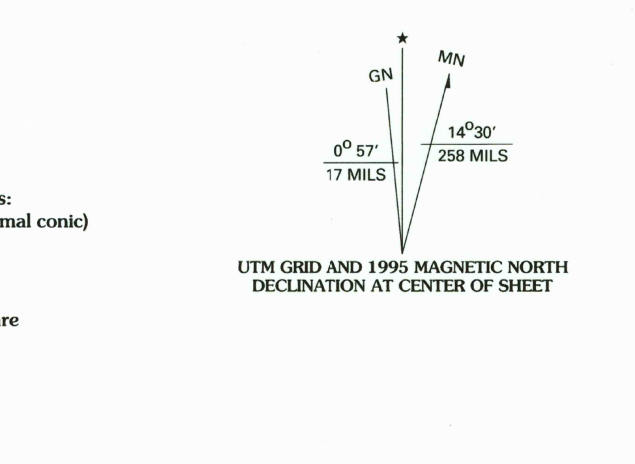 ★
GN
MN
0° 57′
17 MILS
14°30′
258 MILS
s:
mal conic)
UTM GRID AND 1995 MAGNETIC NORTH
DECLINATION AT CENTER OF SHEET
re